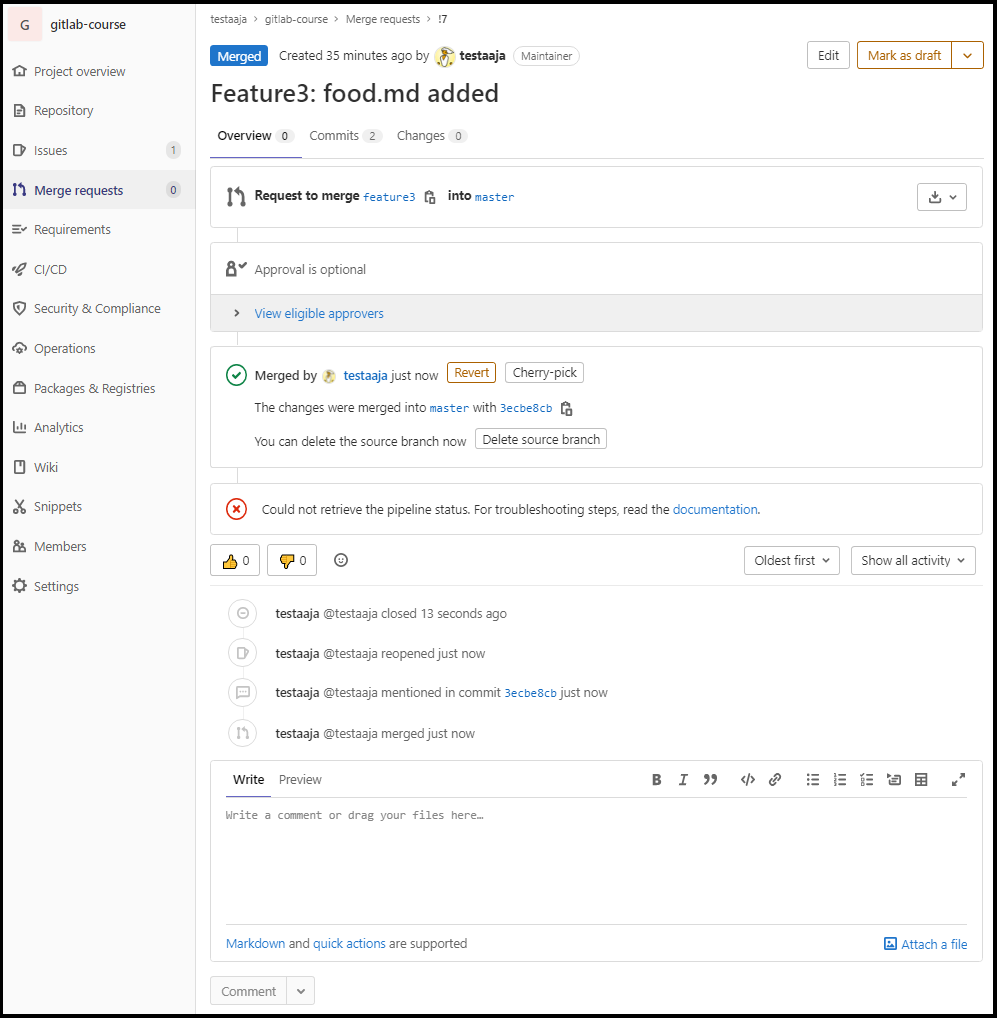 G gitlab-course
Project overview
Repository
Issues 1
Merge requests 0
Requirements
CI/CD
Security & Compliance
Operations
Packages & Registries
Analytics
Wiki
Snippets
Members
Settings
testaaja › gitlab-course › Merge requests › !7
Merged Created 35 minutes ago by testaaja Maintainer Edit Mark as draft
Feature3: food.md added
Overview 0 Commits 2 Changes 0
Request to merge feature3 into master
Approval is optional
View eligible approvers
Merged by testaaja just now Revert Cherry-pick
The changes were merged into master with 3ecbe8cb
You can delete the source branch now Delete source branch
Could not retrieve the pipeline status. For troubleshooting steps, read the documentation.
0 0 Oldest first Show all activity
testaaja @testaaja closed 13 seconds ago
testaaja @testaaja reopened just now
testaaja @testaaja mentioned in commit 3ecbe8cb just now
testaaja @testaaja merged just now
Write Preview
Write a comment or drag your files here…
Markdown and quick actions are supported Attach a file
Comment